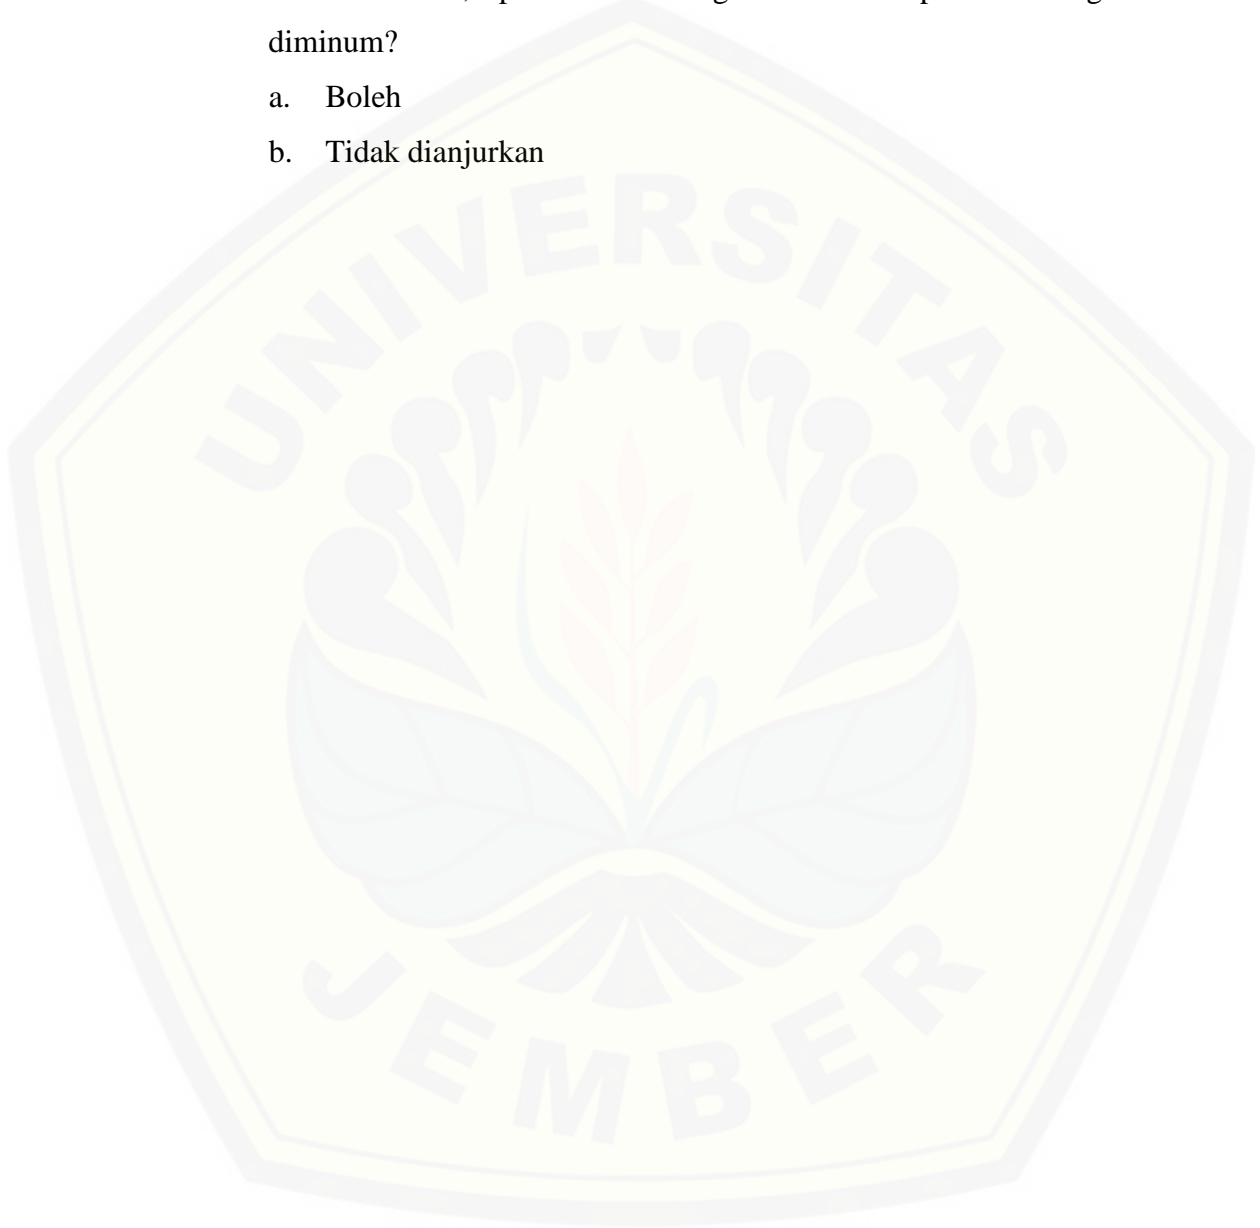 diminum?
a. Boleh
b. Tidak dianjurkan
UNIVERSITAS
JEMBER